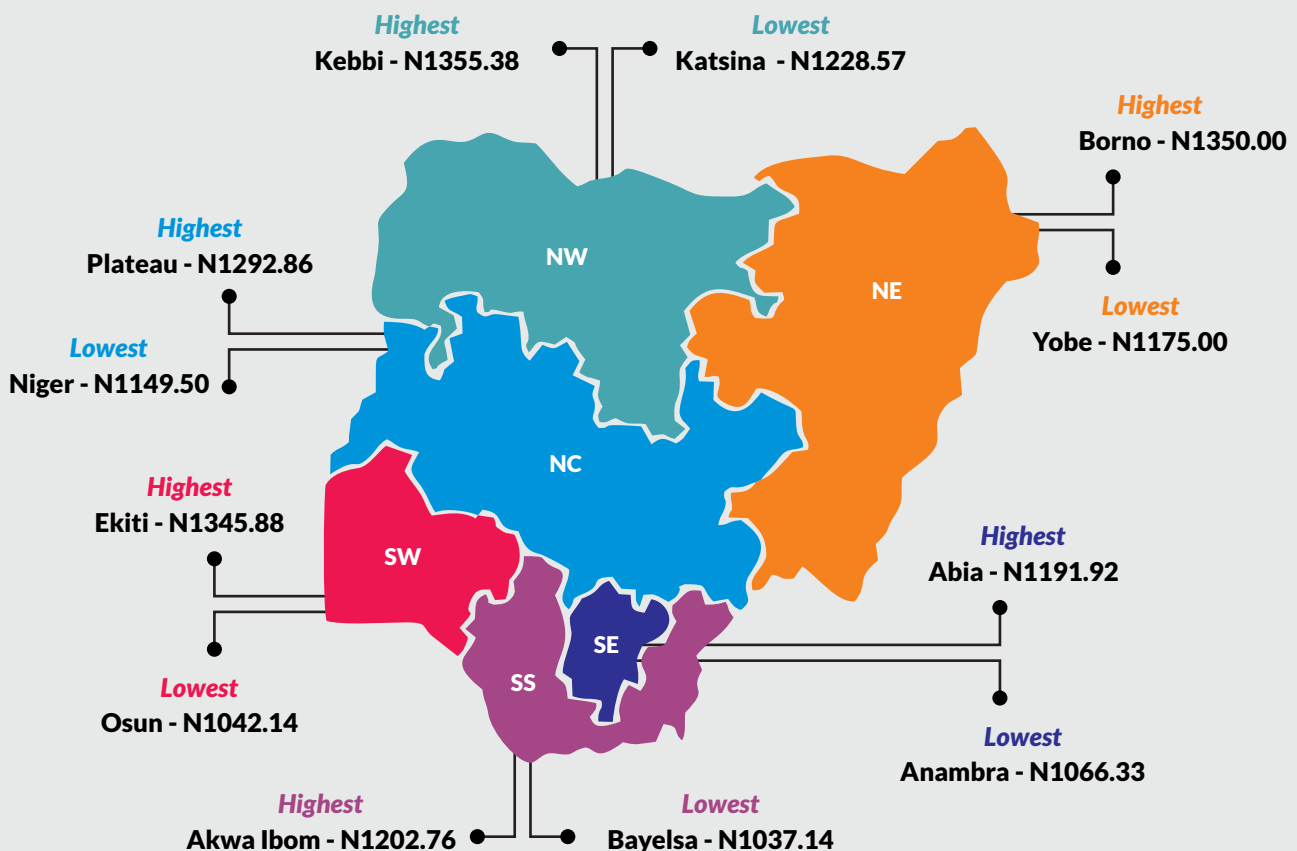 Highest
Kebbi - N1355.38
Lowest
Katsina - N1228.57
Highest
Borno - N1350.00
Lowest
Yobe - N1175.00
Highest
Plateau - N1292.86
Lowest
Niger - N1149.50
NW
NE
NC
Highest
Ekiti - N1345.88
Lowest
Osun - N1042.14
SW
SS
SE
Highest
Abia - N1191.92
Lowest
Anambra - N1066.33
Highest
Akwa Ibom - N1202.76
Lowest
Bayelsa - N1037.14